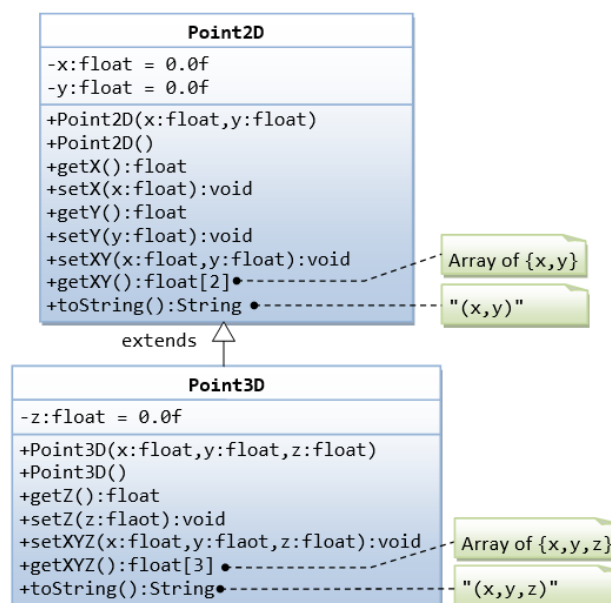 Point2D
-x:float = 0.0f
-y:float = 0.0f
+Point2D(x:float,y:float)
+Point2D()
+getX():float
+setX(x:float):void
+getY():float
+setY(y:float):void
+setXY(x:float,y:float):void
+getXY():float[2]
Array of {x,y}
+toString():String
"(x,y)"
extends
Point3D
-z:float = 0.0f
+Point3D(x:float,y:float,z:float)
+Point3D()
+getZ():float
+setZ(z:flaot):void
+setXYZ(x:float,y:flaot,z:float):void
+getXYZ():float[3]
Array of {x,y,z}
+toString():String
"(x,y,z)"